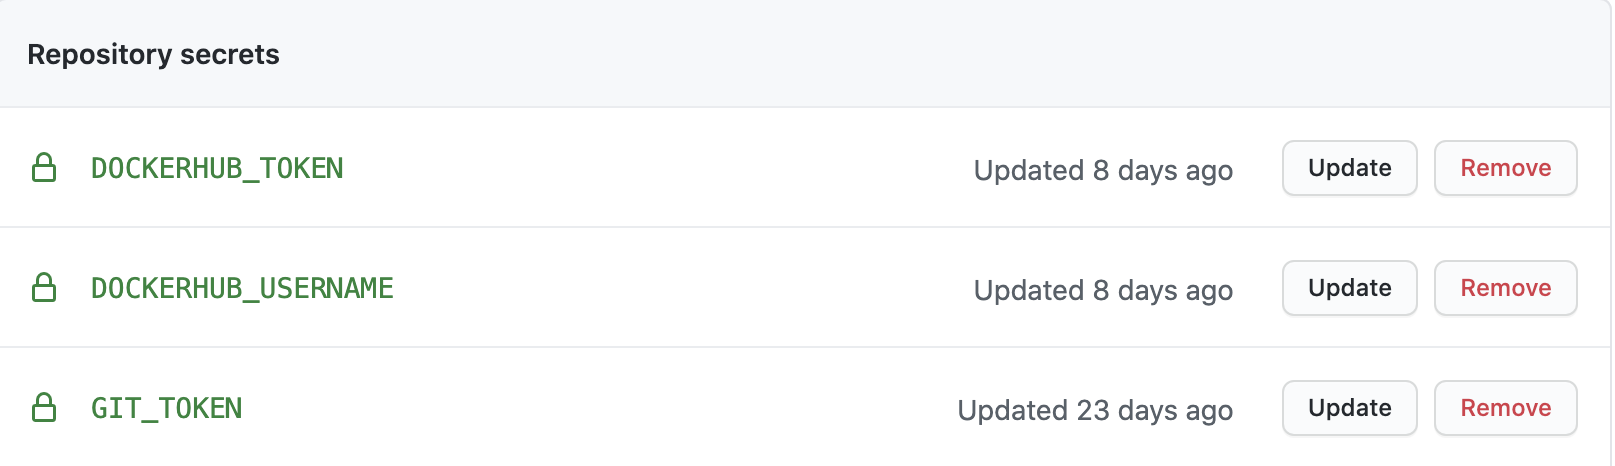 Repository secrets
DOCKERHUB_TOKEN Updated 8 days ago Update Remove
DOCKERHUB_USERNAME Updated 8 days ago Update Remove
GIT_TOKEN Updated 23 days ago Update Remove